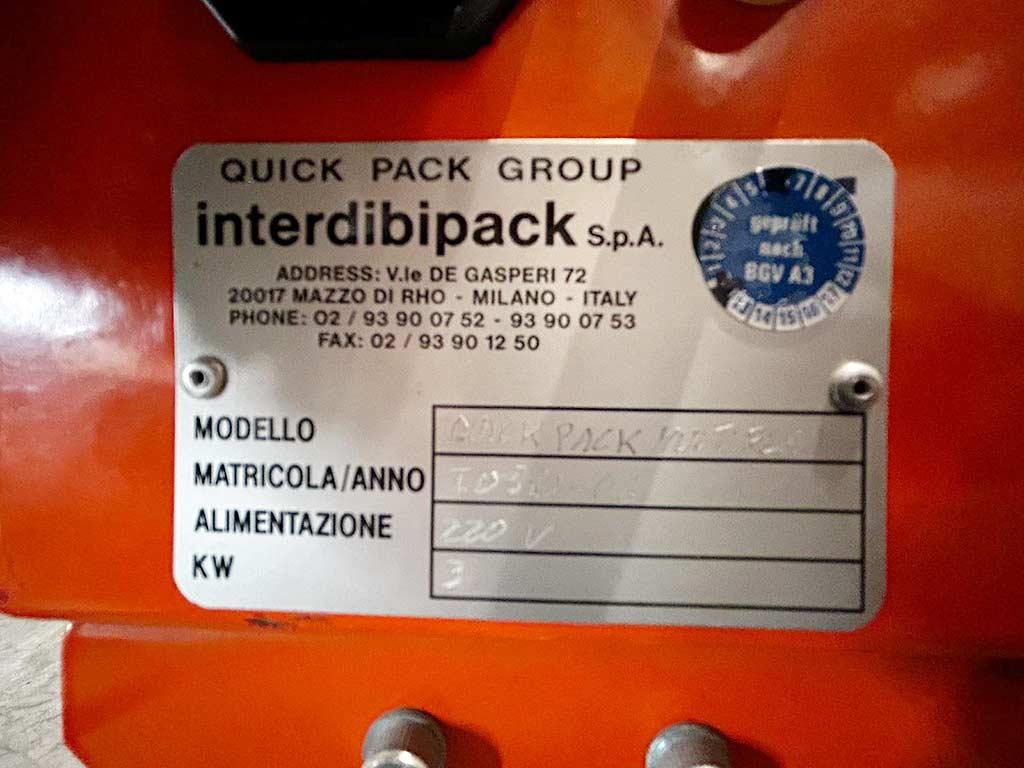 QUICK PACK GROUP
interdibipack S.p.A.
ADDRESS: V.le DE GASPERI 72
20017 MAZZO DI RHO - MILANO - ITALY
PHONE: 02 / 93 90 07 52 - 93 90 07 53
FAX: 02 / 93 90 12 50
geprüft
nach
BGV A3
MODELLO PACK
MATRICOLA/ANNO
ALIMENTAZIONE 220 V
KW 3